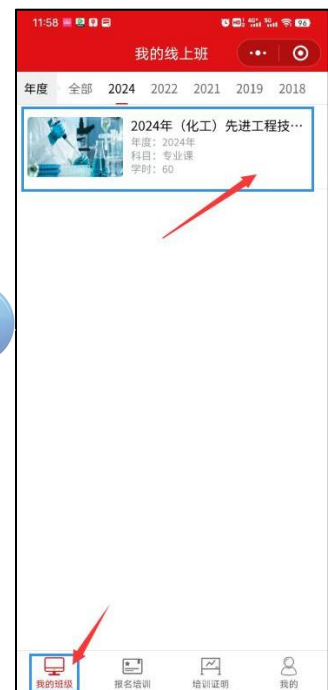 11:58
96
我的线上班
年度 全部 2024 2022 2021 2019 2018
2024年（化工）先进工程技…
年度：2024年
科目：专业课
学时：60
我的班级 报名培训 培训证明 我的